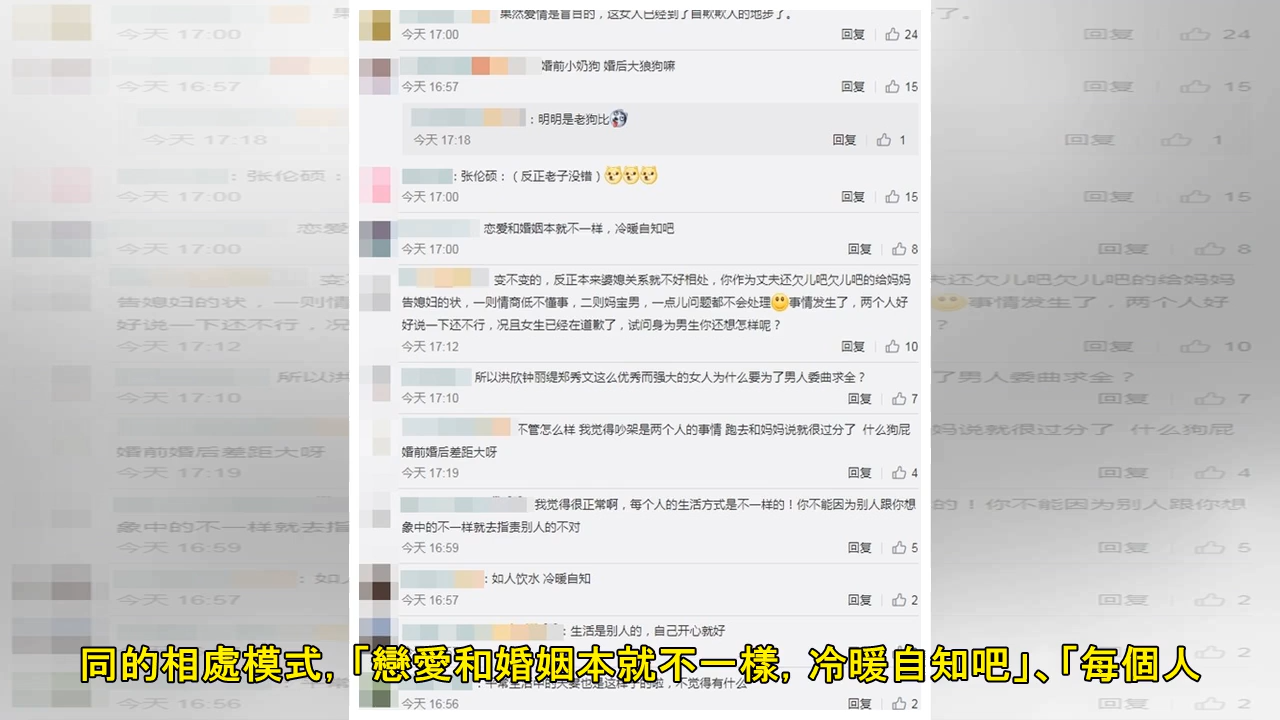 果然爱情是盲目的，这女人已经到了自欺欺人的地步了。
今天 17:00 回复 24
婚前小奶狗 婚后大狼狗嘛
今天 16:57 回复 15
：明明是老狗比
今天 17:18 回复 1
：张伦硕：（反正老子没错）
今天 17:00 回复 15
恋爱和婚姻本就不一样，冷暖自知吧
今天 17:00 回复 8
变不变的，反正本来婆媳关系就不好相处，你作为丈夫还欠儿吧欠儿吧的给妈妈
告媳妇的状，一则情商低不懂事，二则妈宝男，一点儿问题都不会处理事情发生了，两个人好
好说一下还不行，况且女生已经在道歉了，试问身为男生你还想怎样呢？
今天 17:12 回复 10
所以洪欣钟丽缇郑秀文这么优秀而强大的女人为什么要为了男人委曲求全？
今天 17:10 回复 7
不管怎么样 我觉得吵架是两个人的事情 跑去和妈妈说就很过分了 什么狗屁
婚前婚后差距大呀
今天 17:19 回复 4
我觉得很正常啊，每个人的生活方式是不一样的！你不能因为别人跟你想
象中的不一样就去指责别人的不对
今天 16:59 回复 5
：如人饮水 冷暖自知
今天 16:57 回复 2
：生活是别人的，自己开心就好
同的相處模式，「戀愛和婚姻本就不一樣，冷暖自知吧」、「每個人
今天 16:56 回复 2